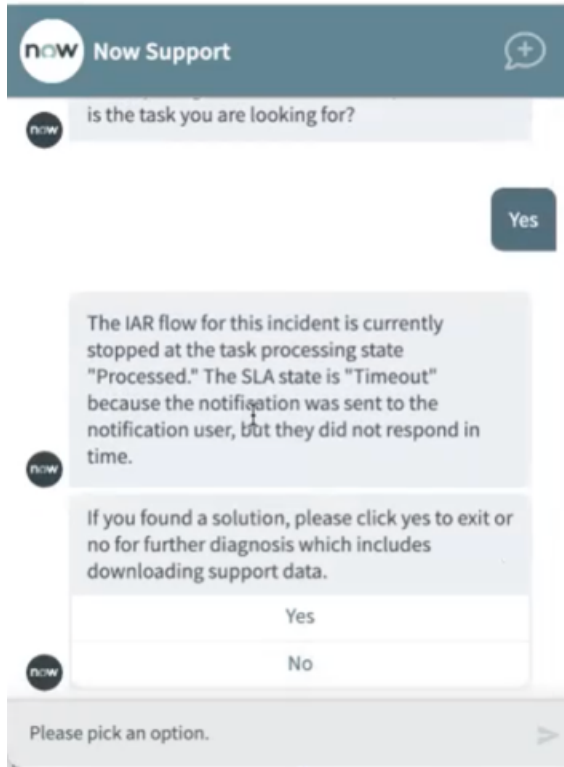 now Now Support
is the task you are looking for?
now
Yes
The IAR flow for this incident is currently
stopped at the task processing state
"Processed." The SLA state is "Timeout"
because the notification was sent to the
notification user, but they did not respond in
time.
now
If you found a solution, please click yes to exit or
no for further diagnosis which includes
downloading support data.
Yes
No
now
Please pick an option.